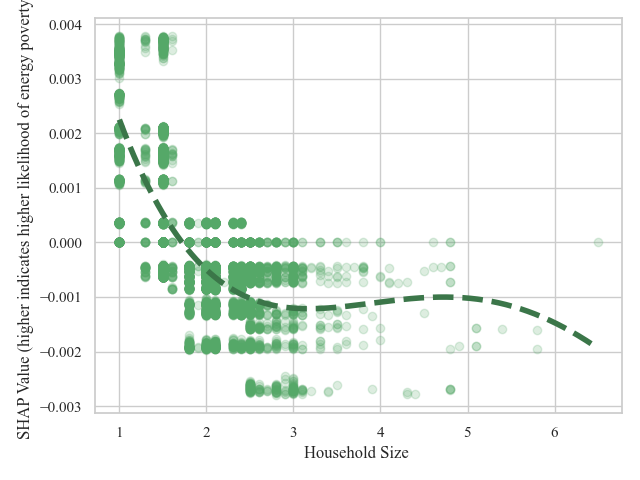 SHAP Value (higher indicates higher likelihood of energy poverty
0.004
0.003
0.002
0.001
0.000
−0.001
−0.002
−0.003
1 2 3 4 5 6
Household Size